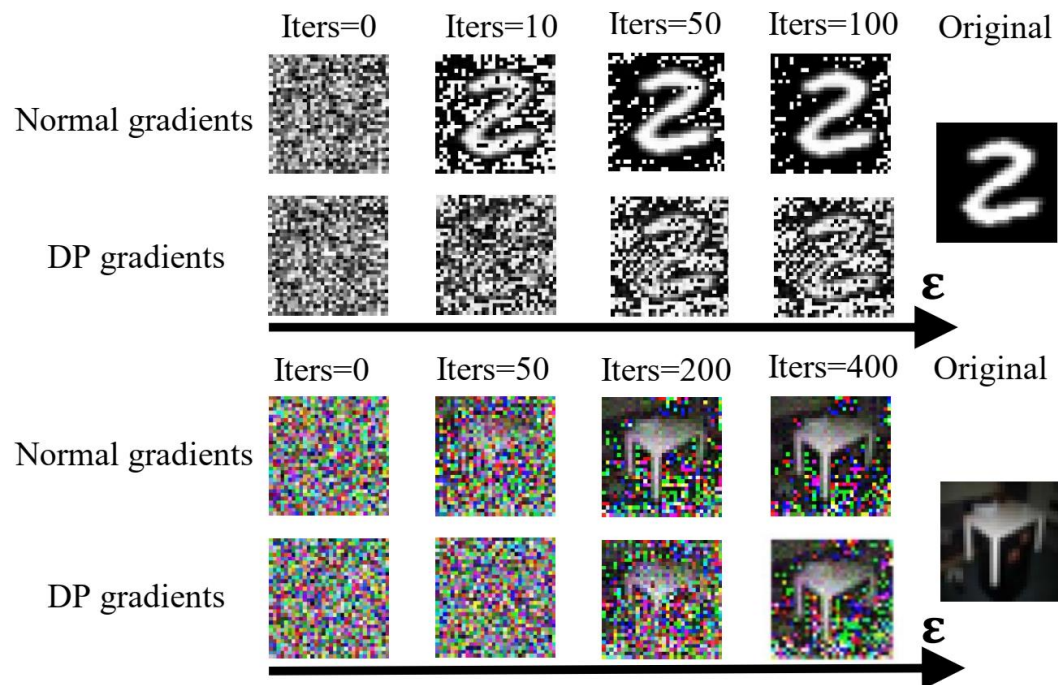 Iters=0 Iters=10 Iters=50 Iters=100 Original
Normal gradients
DP gradients
ε
Iters=0 Iters=50 Iters=200 Iters=400 Original
Normal gradients
DP gradients
ε